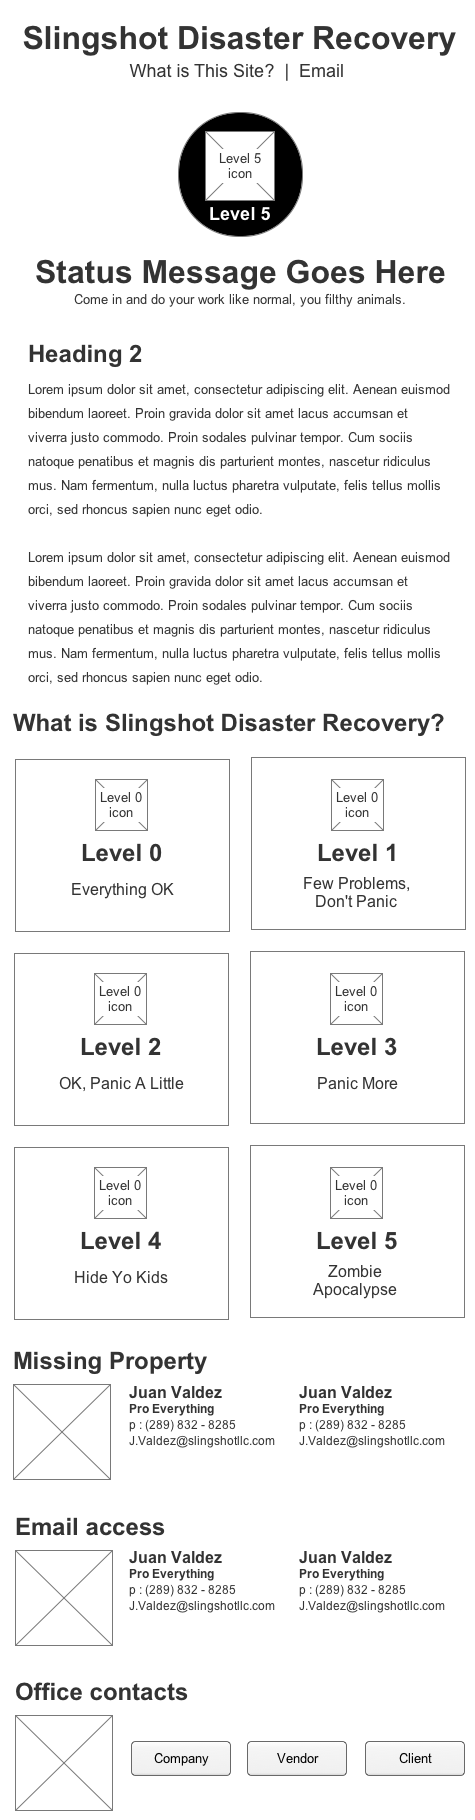 Slingshot Disaster Recovery
What is This Site? | Email
Level 5
icon
Level 5
Status Message Goes Here
Come in and do your work like normal, you filthy animals.
Heading 2
Lorem ipsum dolor sit amet, consectetur adipiscing elit. Aenean euismod
bibendum laoreet. Proin gravida dolor sit amet lacus accumsan et
viverra justo commodo. Proin sodales pulvinar tempor. Cum sociis
natoque penatibus et magnis dis parturient montes, nascetur ridiculus
mus. Nam fermentum, nulla luctus pharetra vulputate, felis tellus mollis
orci, sed rhoncus sapien nunc eget odio.
Lorem ipsum dolor sit amet, consectetur adipiscing elit. Aenean euismod
bibendum laoreet. Proin gravida dolor sit amet lacus accumsan et
viverra justo commodo. Proin sodales pulvinar tempor. Cum sociis
natoque penatibus et magnis dis parturient montes, nascetur ridiculus
mus. Nam fermentum, nulla luctus pharetra vulputate, felis tellus mollis
orci, sed rhoncus sapien nunc eget odio.
What is Slingshot Disaster Recovery?
Level 0
icon
Level 0
Everything OK
Level 0
icon
Level 1
Few Problems,
Don't Panic
Level 0
icon
Level 2
OK, Panic A Little
Level 0
icon
Level 3
Panic More
Level 0
icon
Level 4
Hide Yo Kids
Level 0
icon
Level 5
Zombie
Apocalypse
Missing Property
Juan Valdez
Pro Everything
p : (289) 832 - 8285
J.Valdez@slingshotllc.com
Juan Valdez
Pro Everything
p : (289) 832 - 8285
J.Valdez@slingshotllc.com
Email access
Juan Valdez
Pro Everything
p : (289) 832 - 8285
J.Valdez@slingshotllc.com
Juan Valdez
Pro Everything
p : (289) 832 - 8285
J.Valdez@slingshotllc.com
Office contacts
Company
Vendor
Client